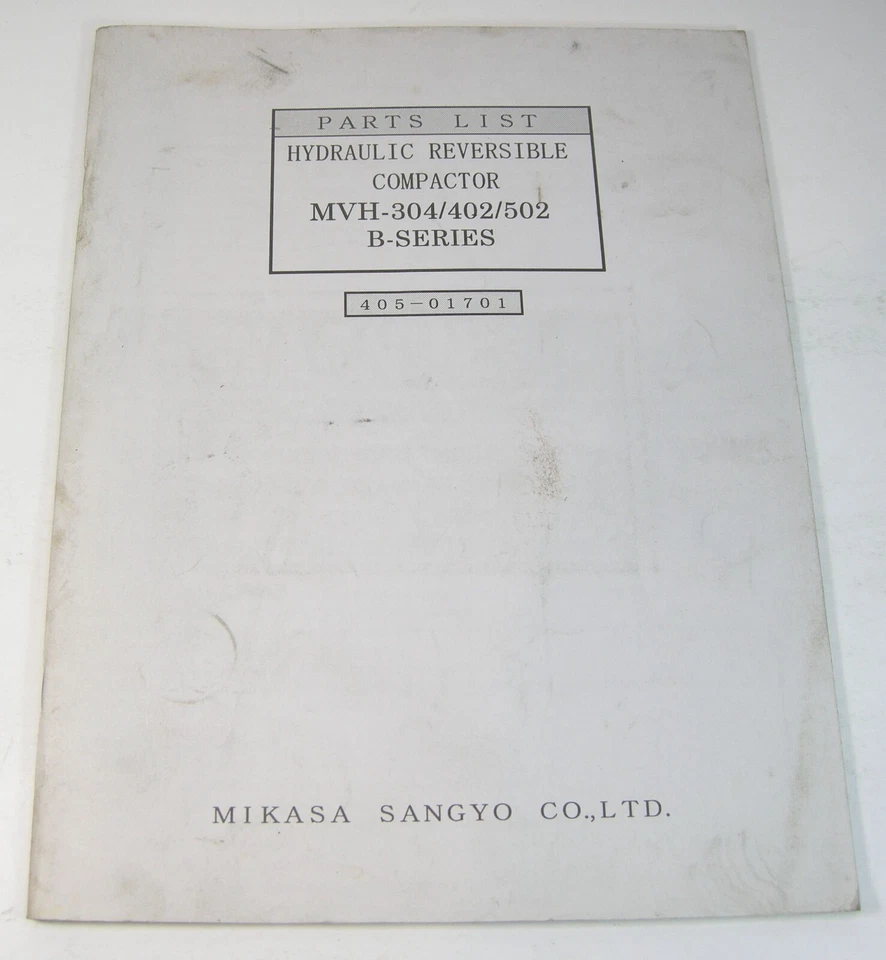 PARTS LIST
HYDRAULIC REVERSIBLE
COMPACTOR
MVH-304/402/502
B-SERIES
405-01701
MIKASA SANGYO CO.,LTD.